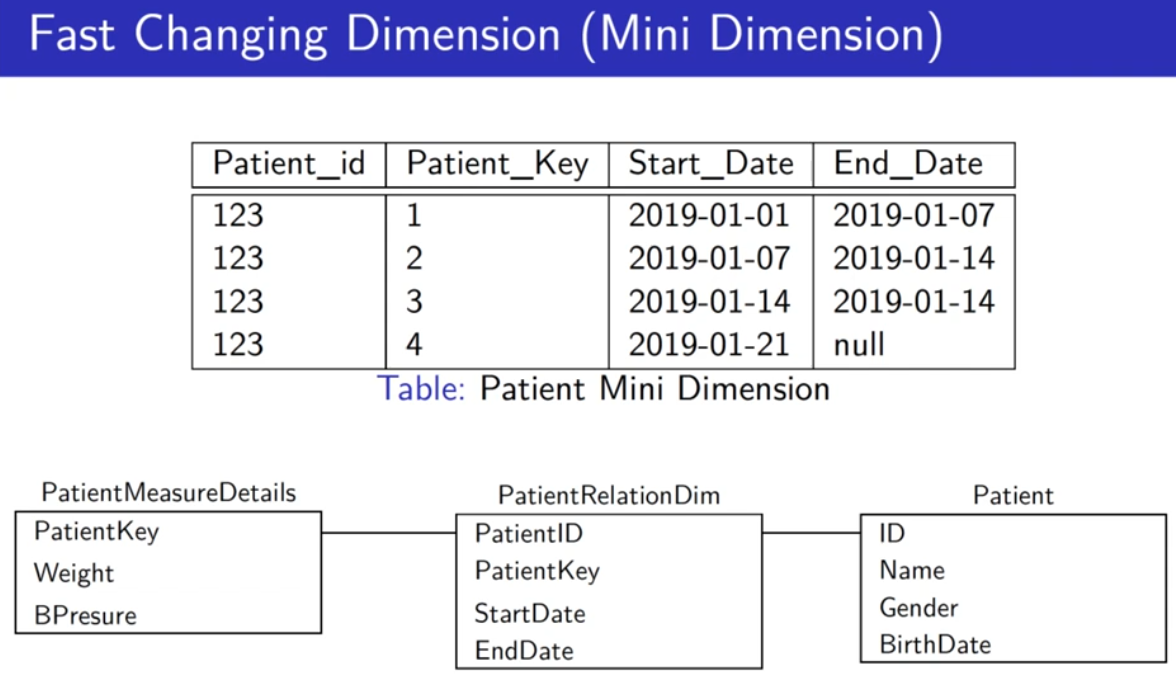 Fast Changing Dimension (Mini Dimension)
Patient_id Patient_Key Start_Date End_Date
123 1 2019-01-01 2019-01-07
123 2 2019-01-07 2019-01-14
123 3 2019-01-14 2019-01-14
123 4 2019-01-21 null
Table: Patient Mini Dimension
PatientMeasureDetails
PatientKey
Weight
BPresure
PatientRelationDim
PatientID
PatientKey
StartDate
EndDate
Patient
ID
Name
Gender
BirthDate